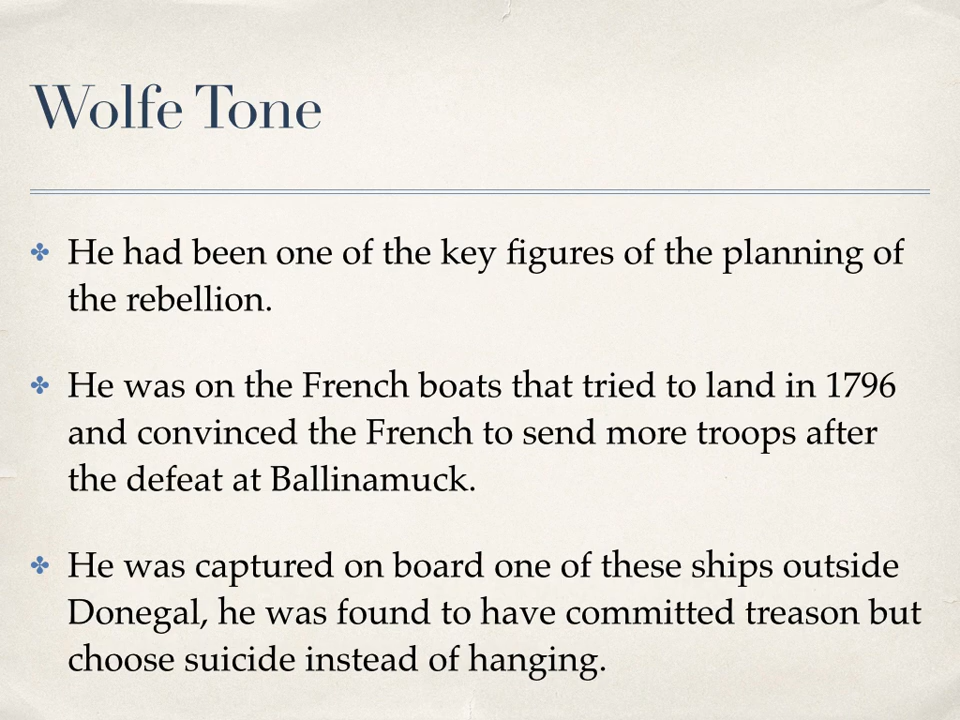 Wolfe Tone
✤ He had been one of the key figures of the planning of
the rebellion.
✤ He was on the French boats that tried to land in 1796
and convinced the French to send more troops after
the defeat at Ballinamuck.
✤ He was captured on board one of these ships outside
Donegal, he was found to have committed treason but
choose suicide instead of hanging.